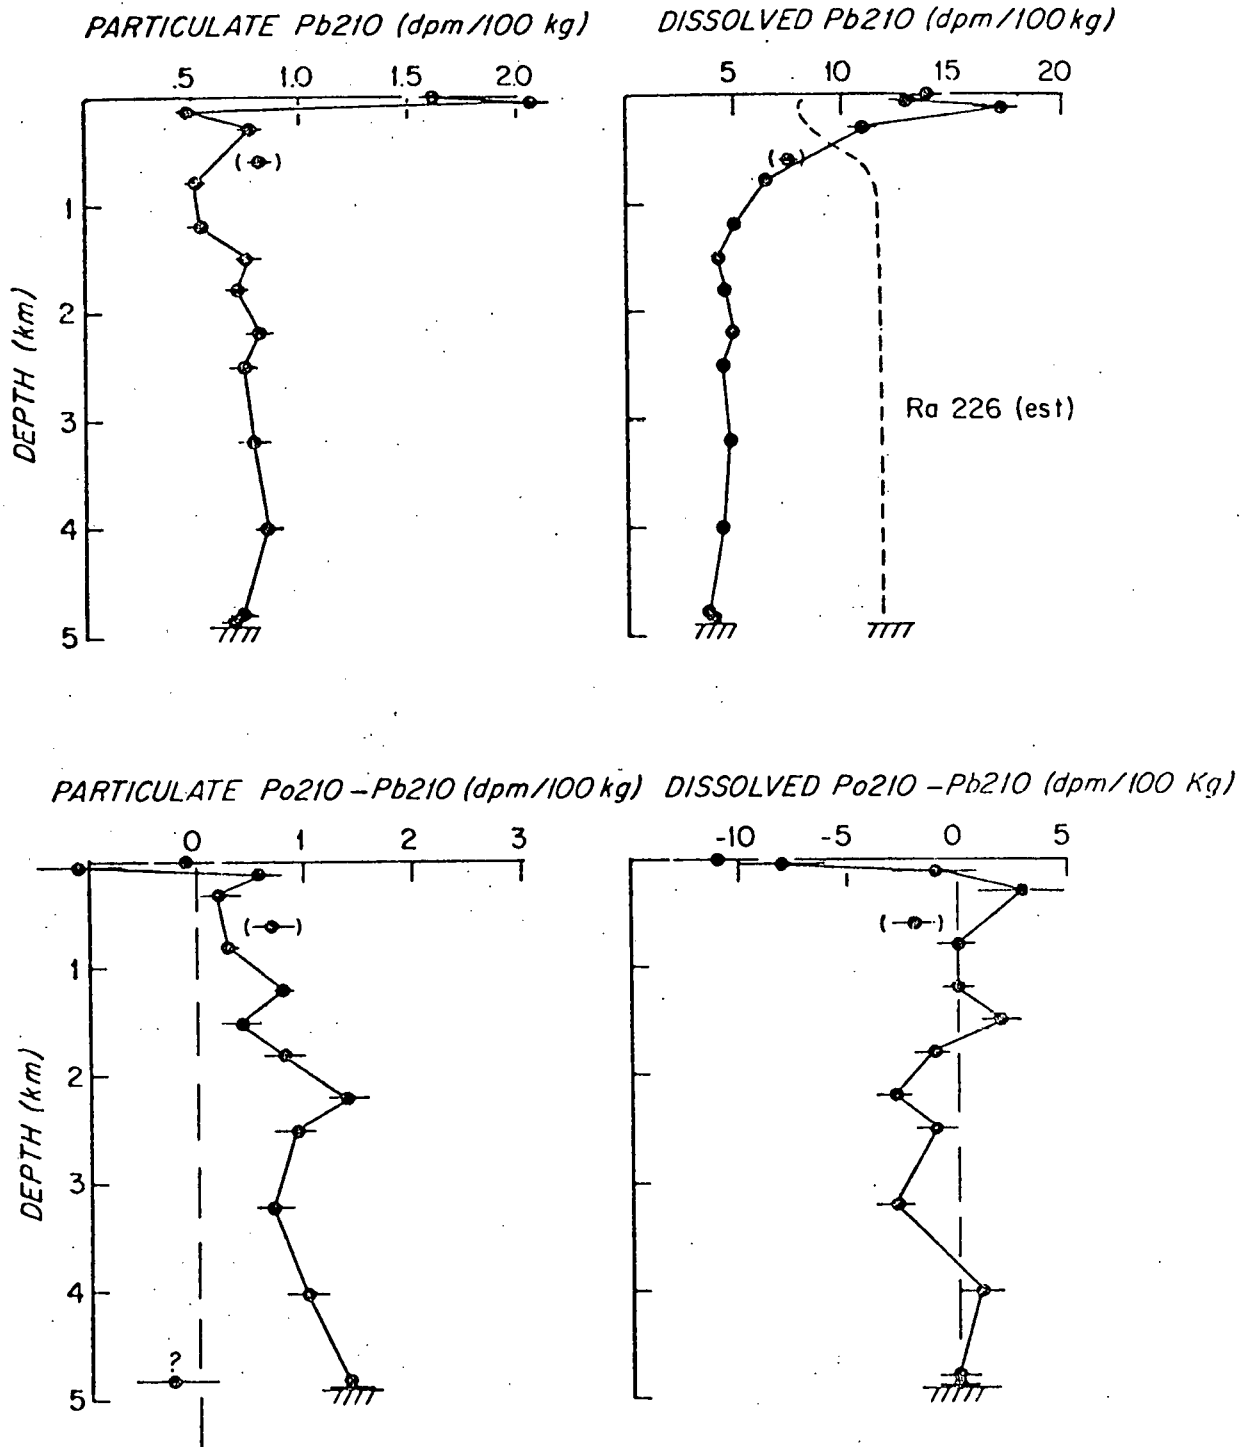 PARTICULATE Pb210 (dpm/100 kg)
DISSOLVED Pb210 (dpm/100 kg)
.5 1.0 1.5 2.0
5 10 15 20
( )
( )
1
2
3
4
5
DEPTH (km)
Ra 226 (est)
PARTICULATE Po210 - Pb210 (dpm/100 kg)
DISSOLVED Po210 - Pb210 (dpm/100 Kg)
0 1 2 3
-10 -5 0 5
( )
( )
1
2
3
4
5
DEPTH (km)
?